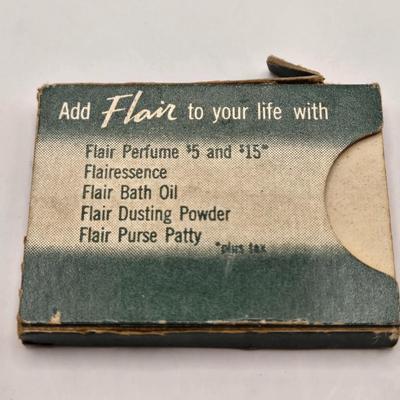 Add Flair to your life with
Flair Perfume $5 and $15*
Flairessence
Flair Bath Oil
Flair Dusting Powder
Flair Purse Patty
*plus tax